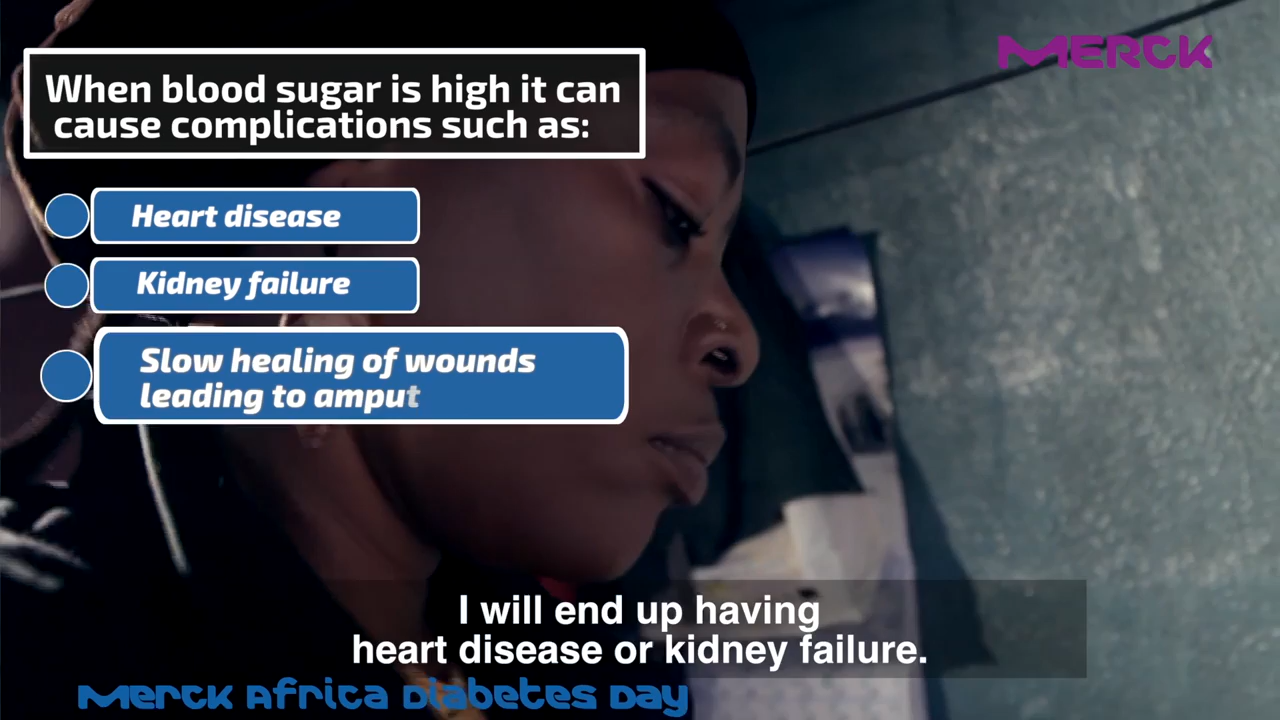 MERCK
When blood sugar is high it can
cause complications such as:
Heart disease
Kidney failure
Slow healing of wounds
leading to amput
I will end up having
heart disease or kidney failure.
Merck Africa Diabetes Day